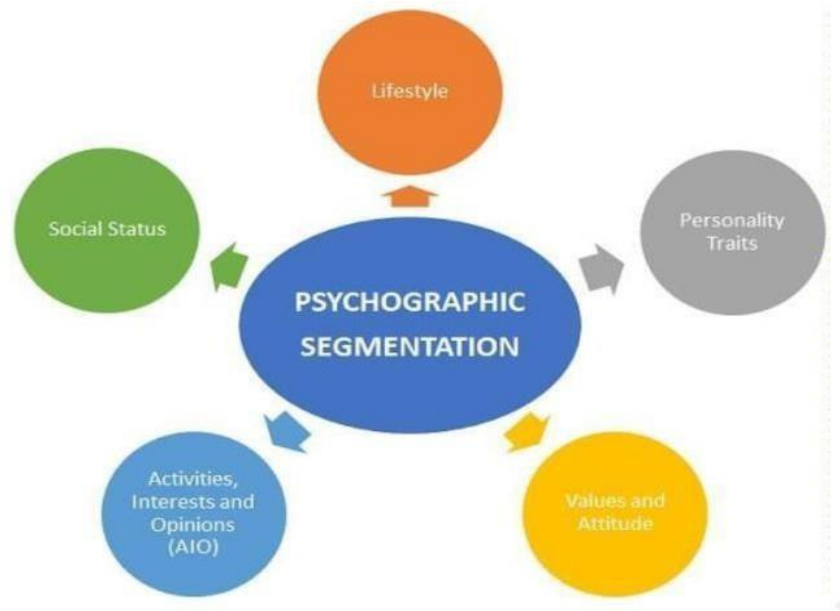 Lifestyle
Social Status
Personality
Traits
PSYCHOGRAPHIC
SEGMENTATION
Activities,
Interests and
Opinions
(AIO)
Values and
Attitude